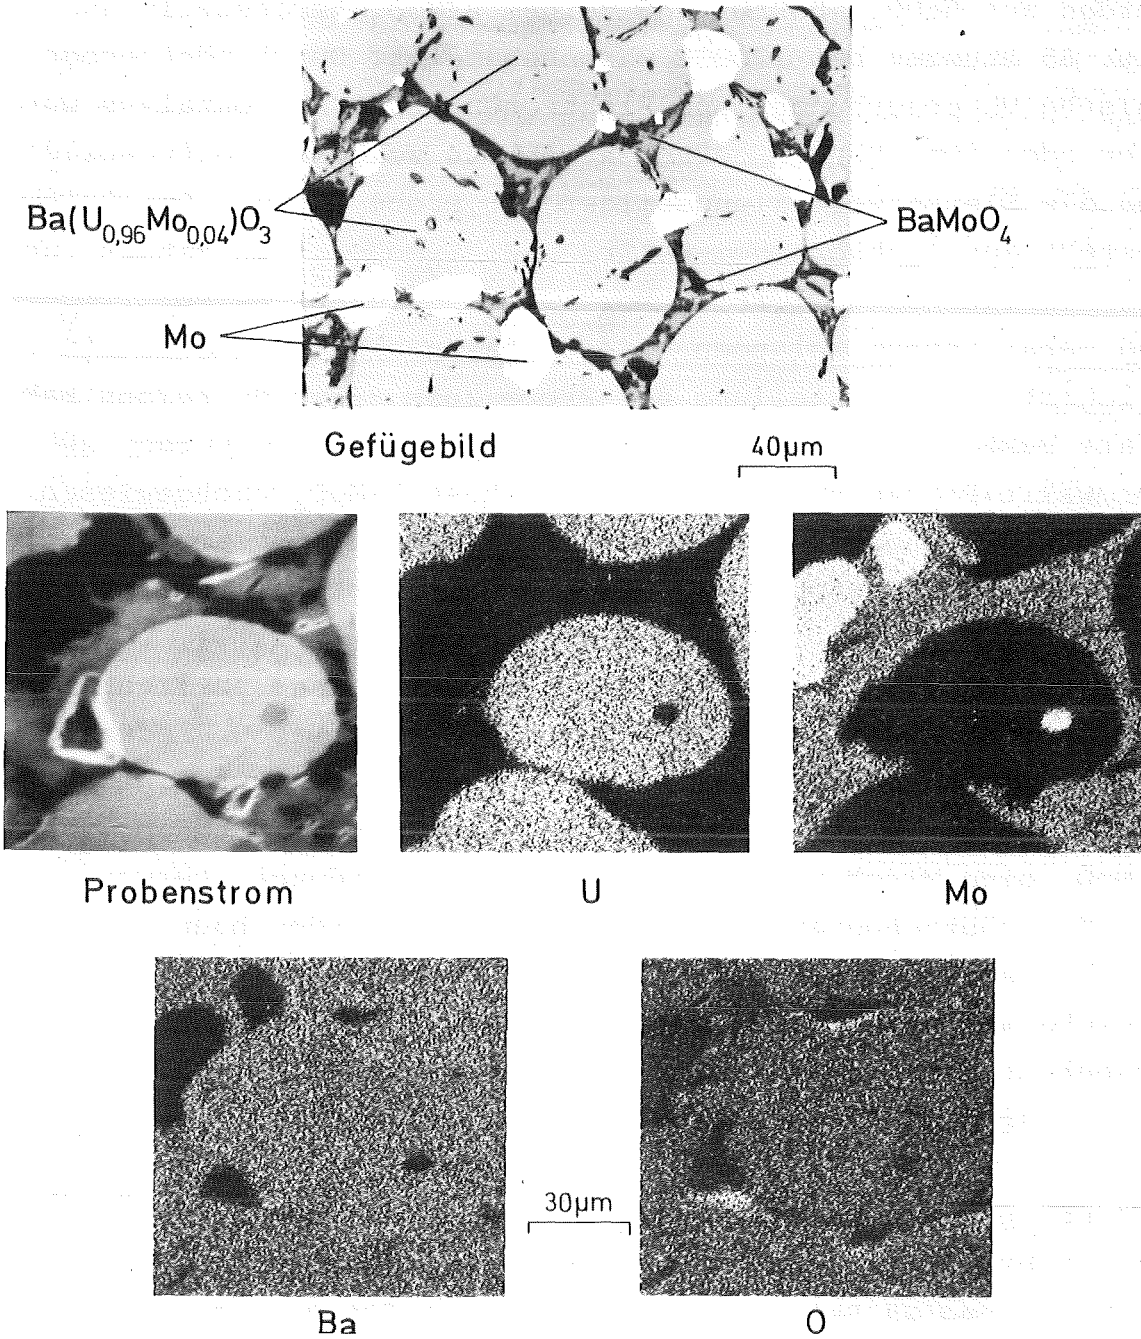 Ba(U₀,₉₆Mo₀,₀₄)O₃
BaMoO₄
Mo
Gefügebild
40µm
Probenstrom
U
Mo
30µm
Ba
O